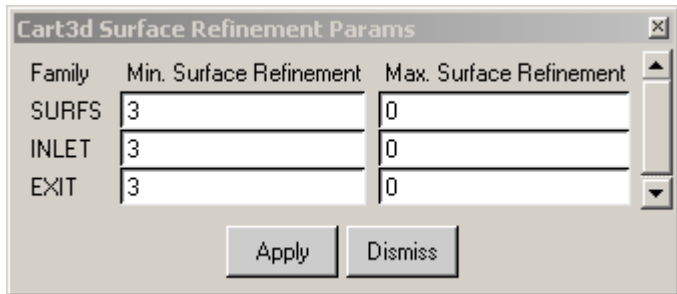 Cart3d Surface Refinement Params
Family Min. Surface Refinement Max. Surface Refinement
SURFS 3 0
INLET 3 0
EXIT 3 0
Apply Dismiss